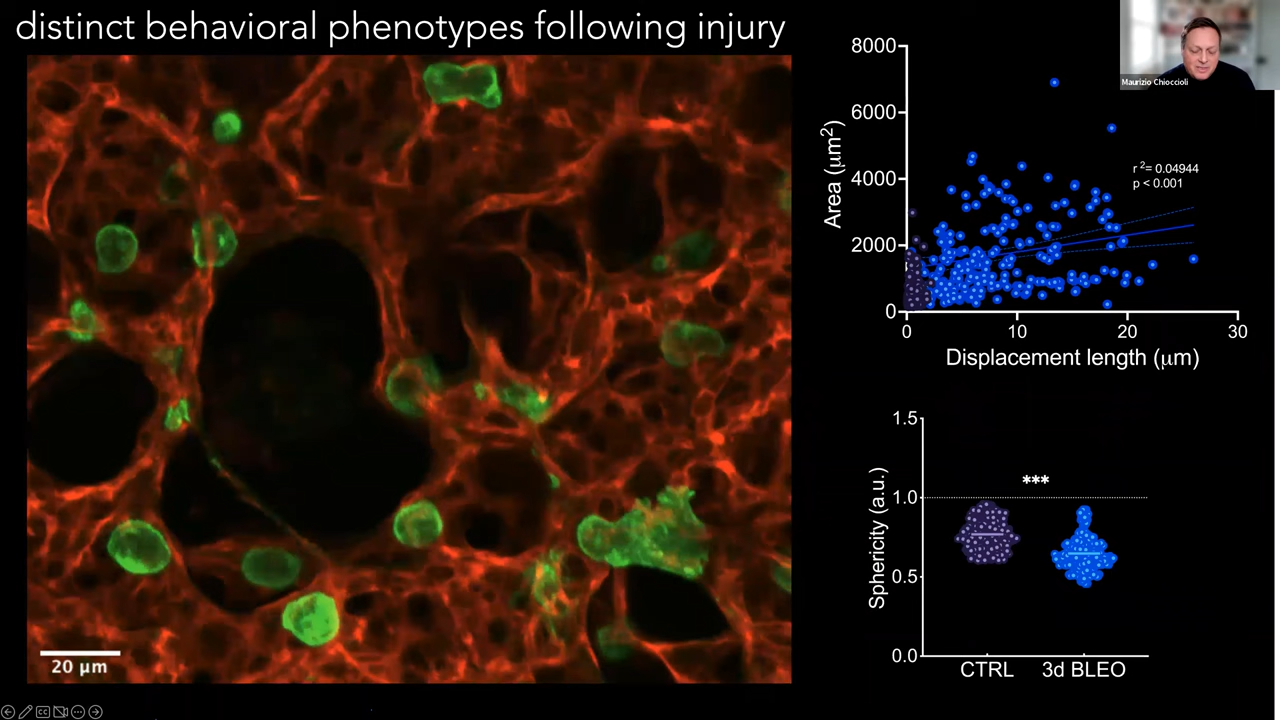 distinct behavioral phenotypes following injury
Maurizio Chioccioli
20 μm
8000
6000
4000
2000
0
Area (μm²)
r²= 0.04944
p < 0.001
0 10 20 30
Displacement length (μm)
1.5
1.0
0.5
0.0
Sphericity (a.u.)
***
CTRL 3d BLEO
CC